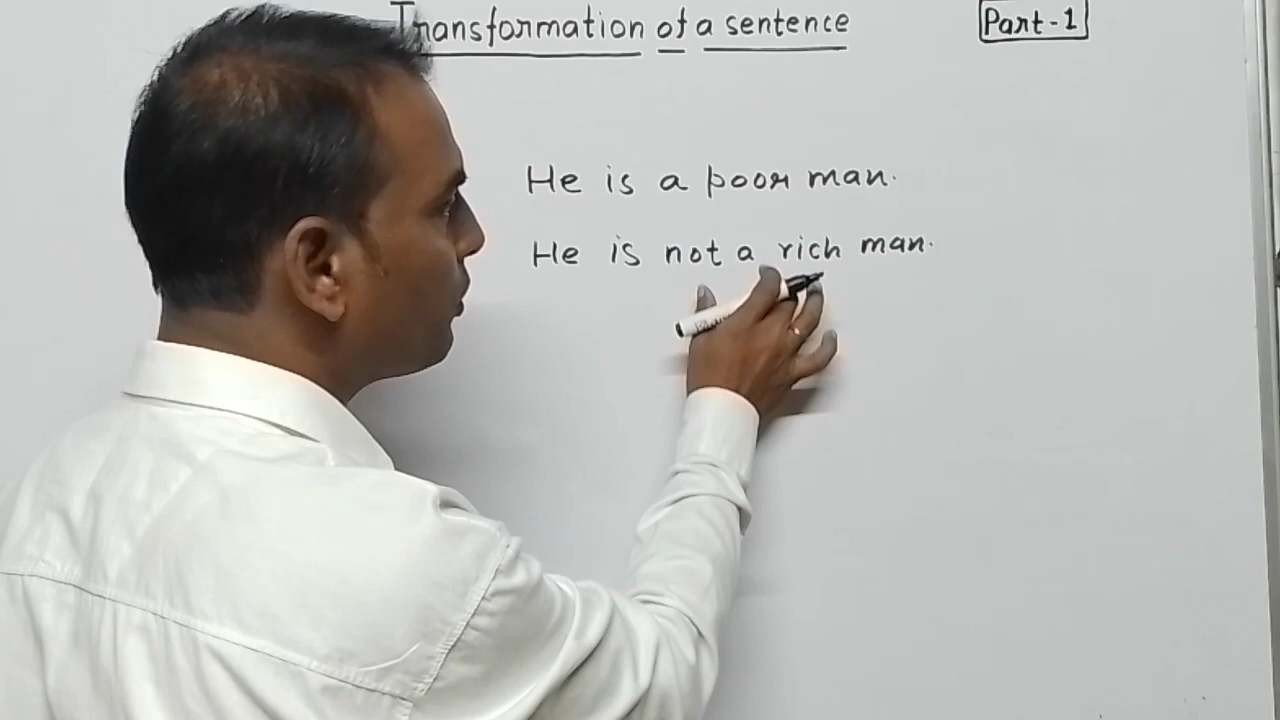 Transformation of a sentence
Part-1
He is a poor man.
He is not a rich man.